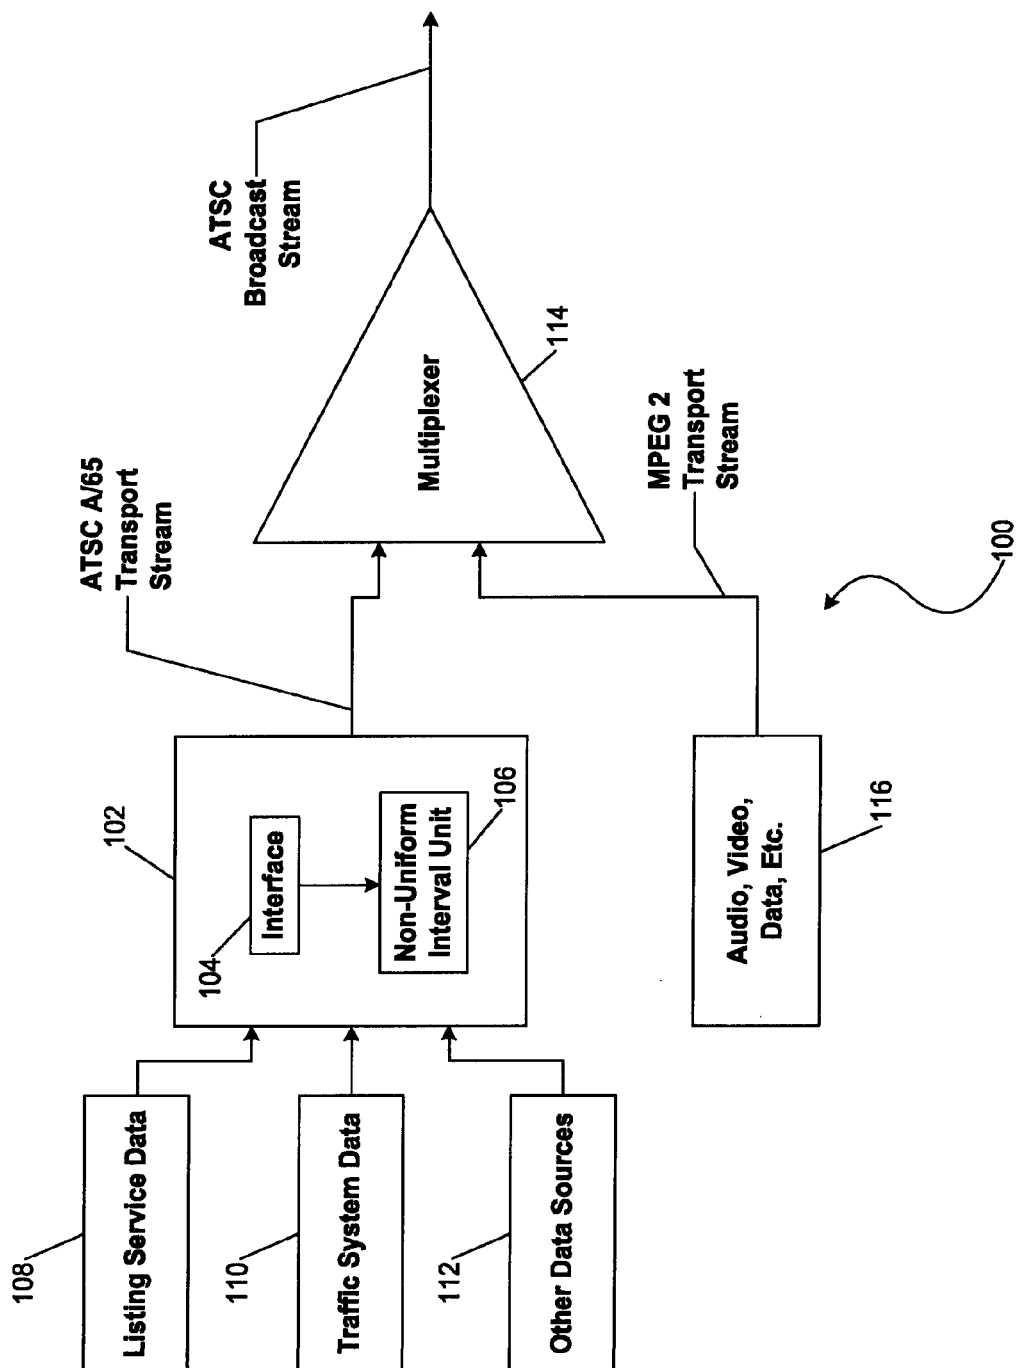 108
Listing Service Data
110
Traffic System Data
112
Other Data Sources
102
104
Interface
Non-Uniform
Interval Unit
106
ATSC A/65
Transport
Stream
Audio, Video,
Data, Etc.
116
MPEG 2
Transport
Stream
Multiplexer
114
ATSC
Broadcast
Stream
100